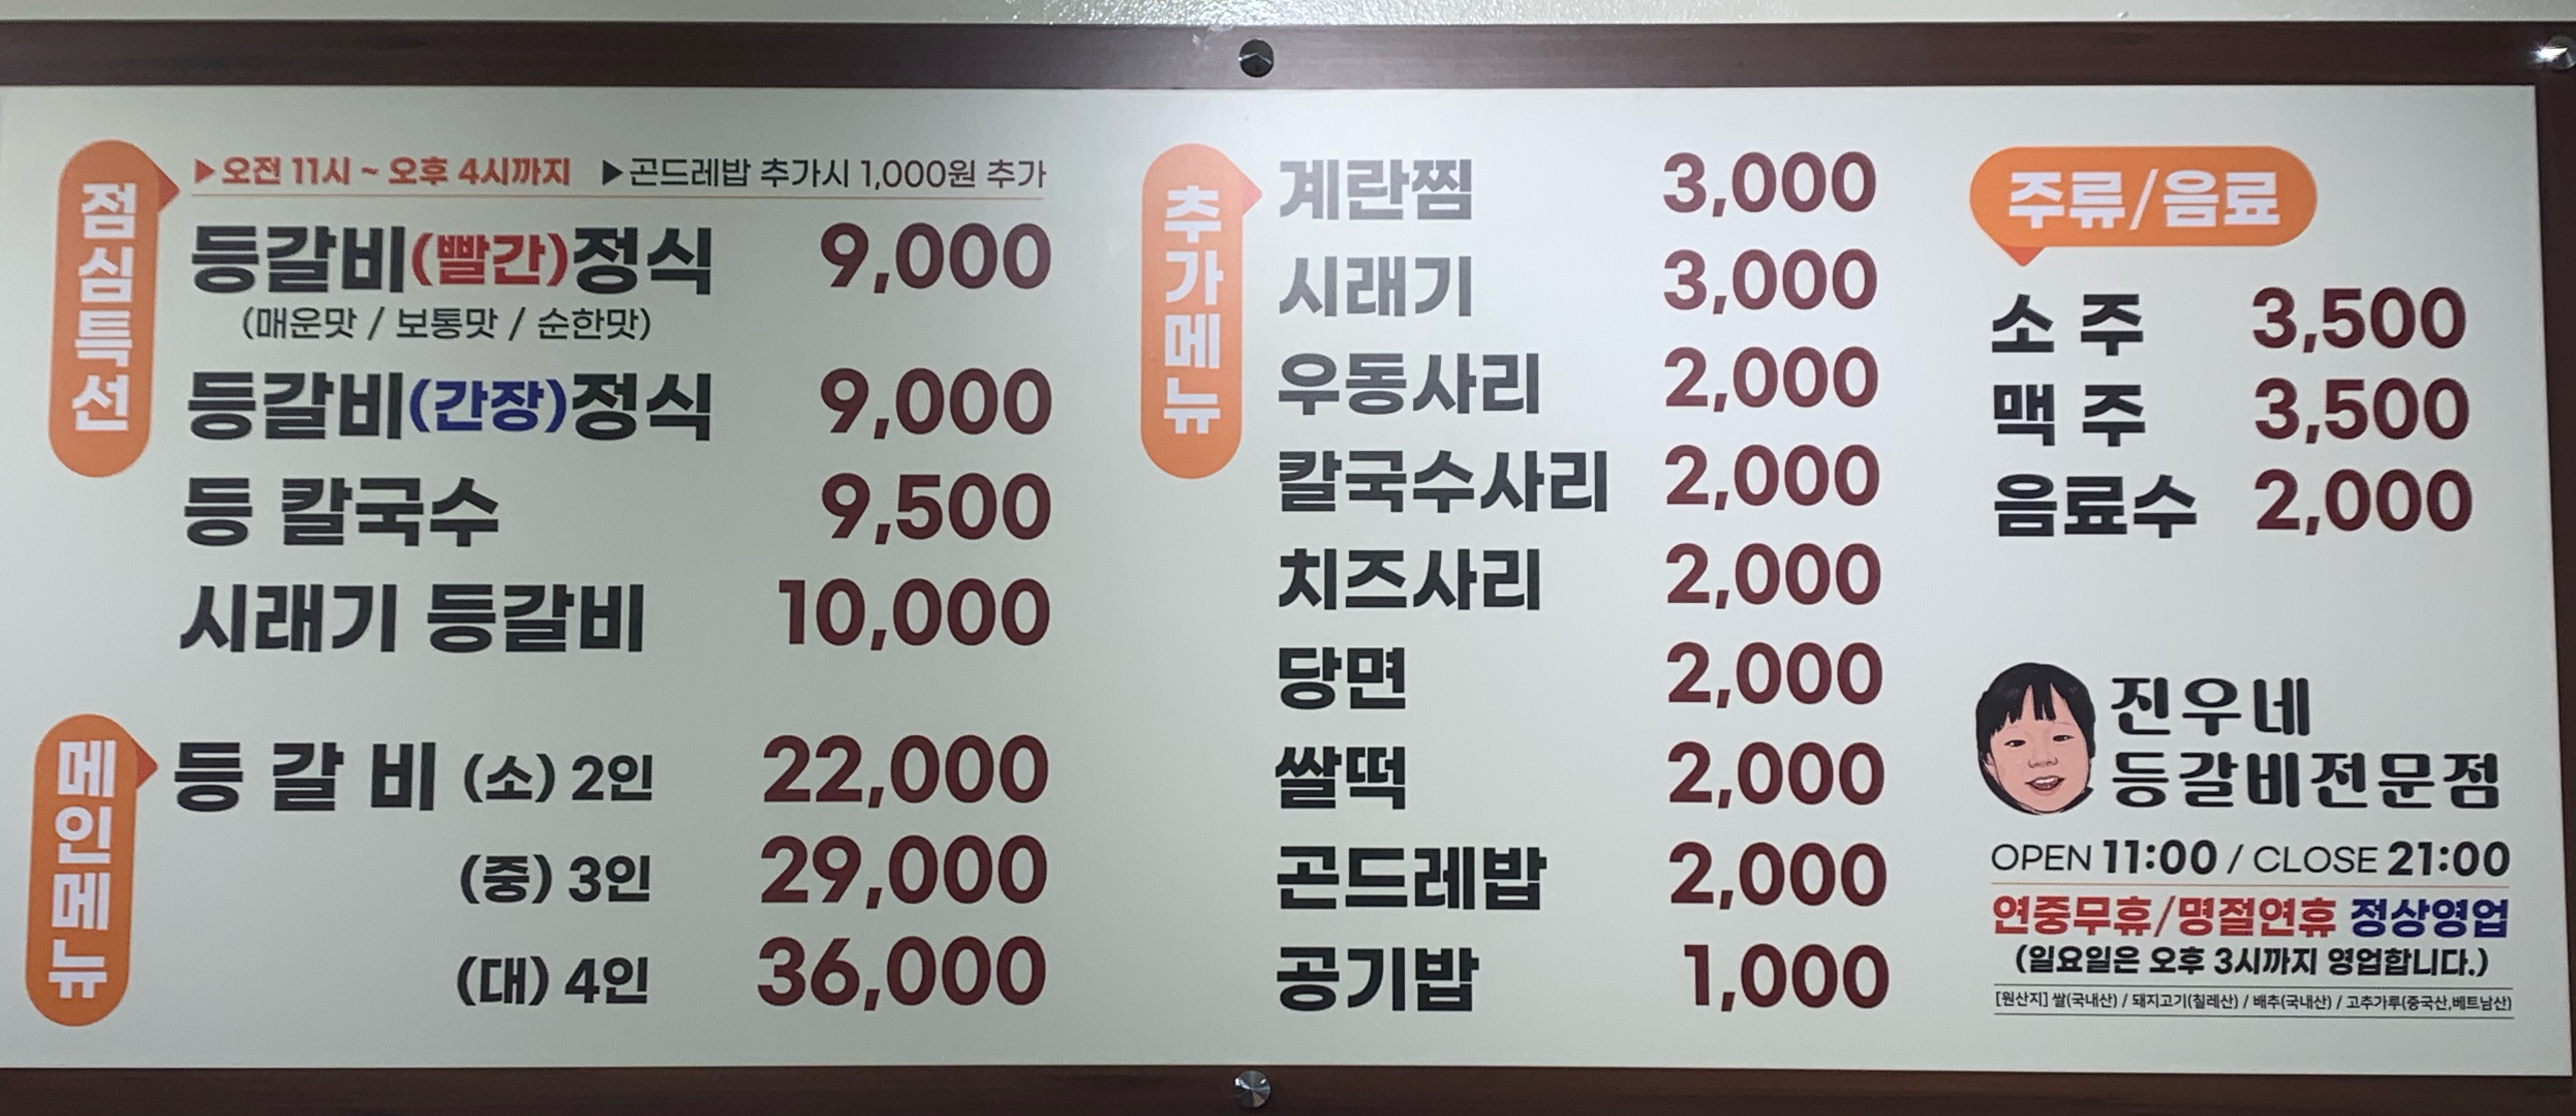 점심특선
▶오전 11시 ~ 오후 4시까지 ▶곤드레밥 추가시 1,000원 추가
등갈비(빨간)정식 9,000
(매운맛 / 보통맛 / 순한맛)
등갈비(간장)정식 9,000
등 칼국수 9,500
시래기 등갈비 10,000
메인메뉴
등 갈 비 (소) 2인 22,000
(중) 3인 29,000
(대) 4인 36,000
추가메뉴
계란찜 3,000
시래기 3,000
우동사리 2,000
칼국수사리 2,000
치즈사리 2,000
당면 2,000
쌀떡 2,000
곤드레밥 2,000
공기밥 1,000
주류/음료
소 주 3,500
맥 주 3,500
음료수 2,000
진우네
등갈비전문점
OPEN 11:00 / CLOSE 21:00
연중무휴/명절연휴 정상영업
(일요일은 오후 3시까지 영업합니다.)
[원산지] 쌀(국내산) / 돼지고기(칠레산) / 배추(국내산) / 고추가루(중국산,베트남산)